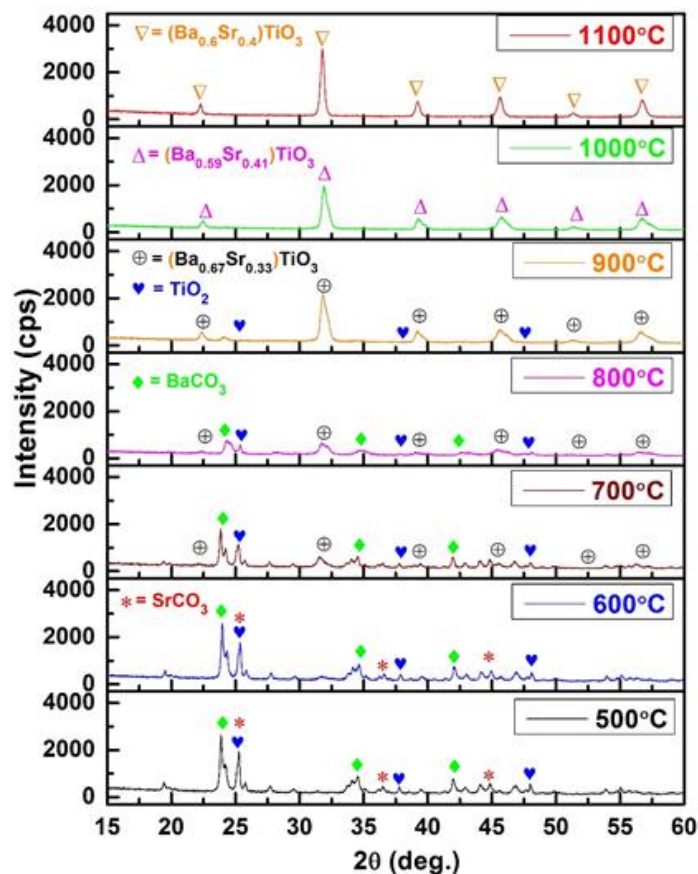 4000
▽ = (Ba₀.₆Sr₀.₄)TiO₃
1100°C
2000
0
4000
△ = (Ba₀.₅₉Sr₀.₄₁)TiO₃
1000°C
2000
0
4000
⊕ = (Ba₀.₆₇Sr₀.₃₃)TiO₃
900°C
♥ = TiO₂
2000
0
4000
800°C
♦ = BaCO₃
2000
0
4000
700°C
2000
0
4000
* = SrCO₃
600°C
2000
0
4000
500°C
2000
0
15 20 25 30 35 40 45 50 55 60
2θ (deg.)
Intensity (cps)